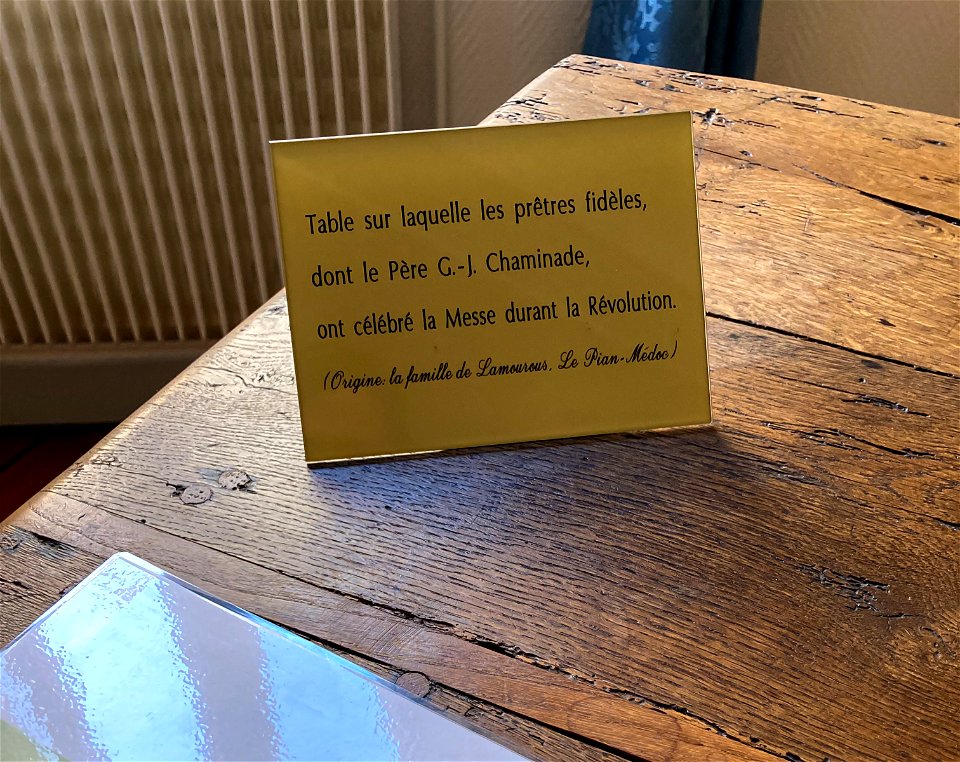 Table sur laquelle les prêtres fidèles,
dont le Père G.-J. Chaminade,
ont célébré la Messe durant la Révolution.
(Origine: la famille de Lamourous, Le Pian-Médoc)